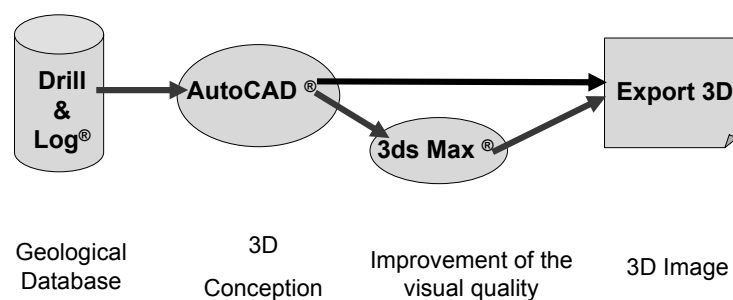 Drill
&
Log®
AutoCAD ®
3ds Max ®
Export 3D
Geological
Database
3D
Conception
Improvement of the
visual quality
3D Image